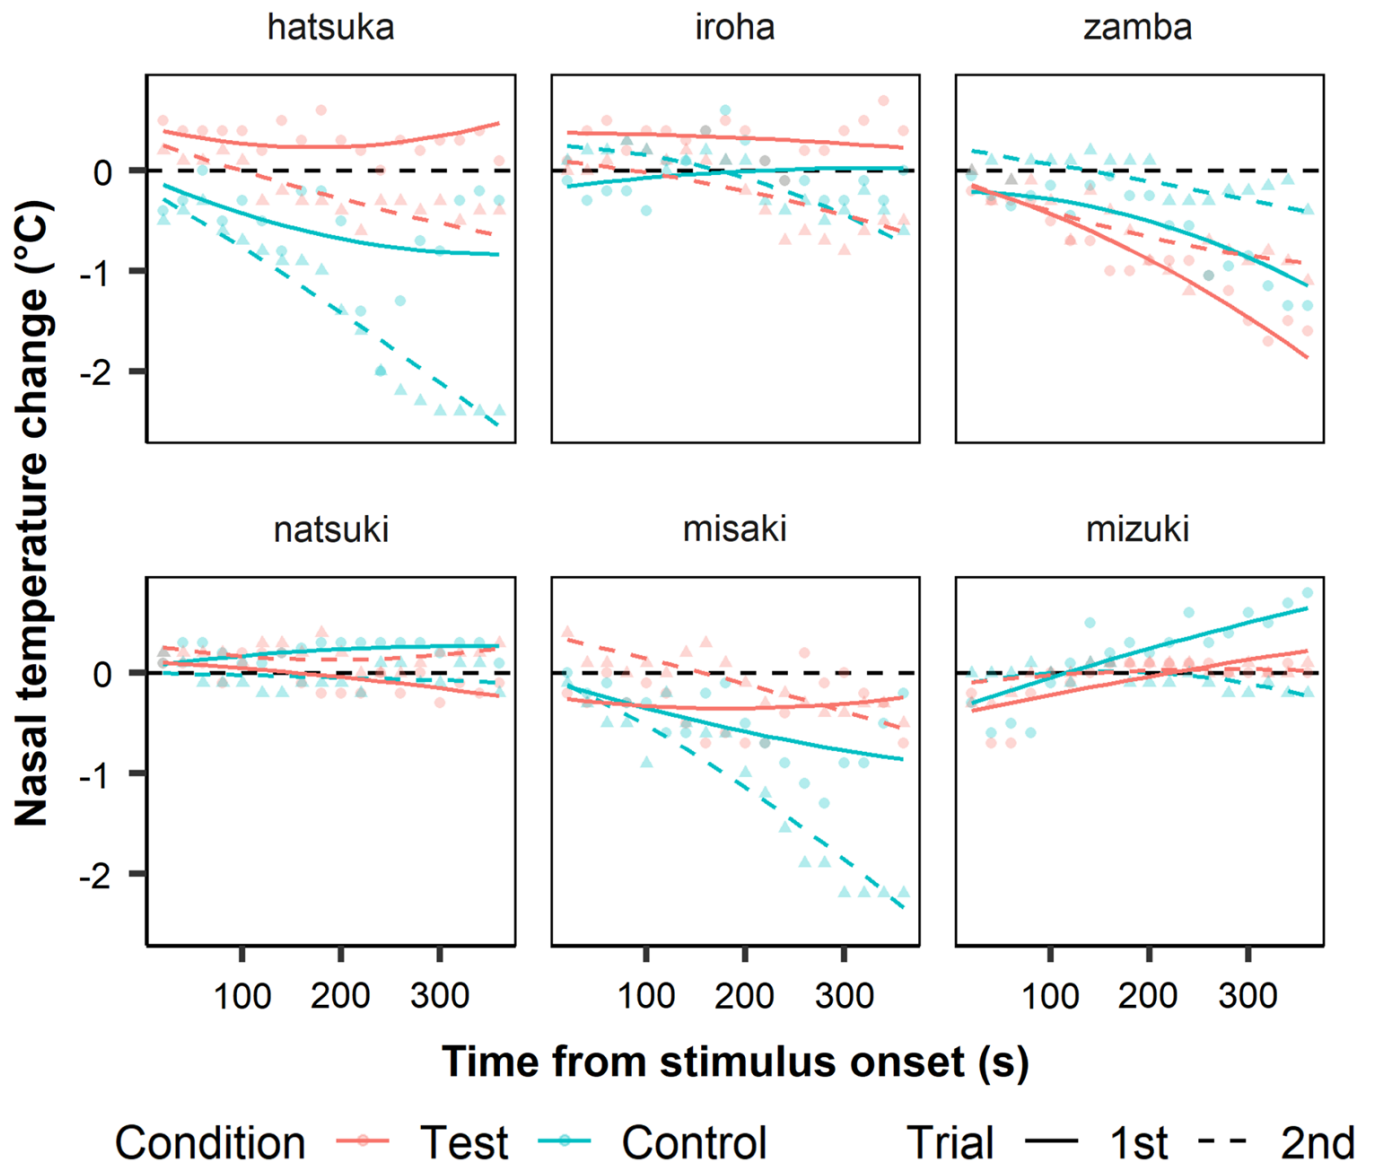 hatsuka iroha zamba
0
-1
-2
natsuki misaki mizuki
0
-1
-2
100 200 300 100 200 300 100 200 300
Nasal temperature change (°C)
Time from stimulus onset (s)
Condition Test Control Trial 1st 2nd